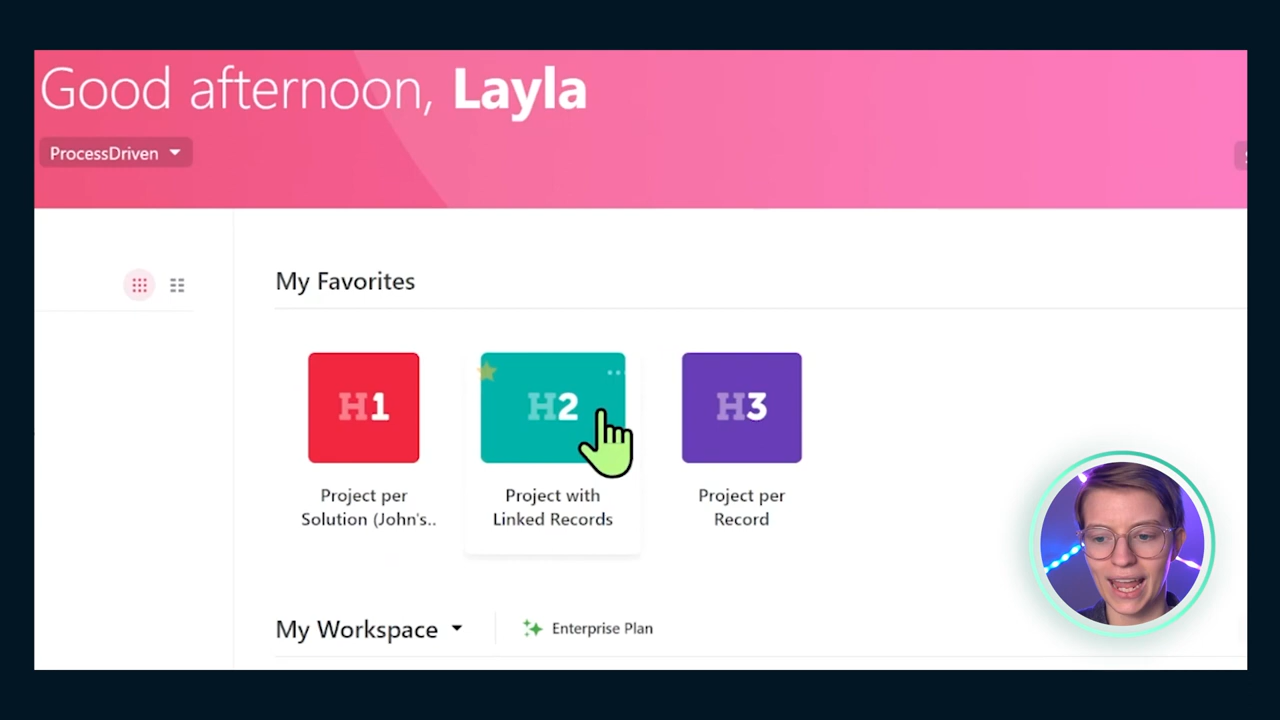 Good afternoon, Layla
ProcessDriven
My Favorites
H1
H2
H3
Project per
Solution (John's..
Project with
Linked Records
Project per
Record
My Workspace
Enterprise Plan